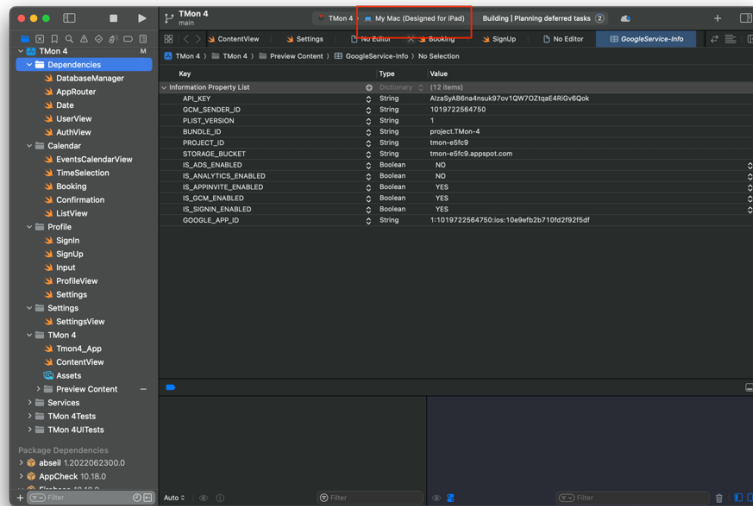 TMon 4
main
TMon 4 〉 My Mac (Designed for iPad)
Building | Planning deferred tasks 2
ContentView
Settings
No Editor
Booking
SignUp
No Editor
GoogleService-Info
TMon 4 〉 TMon 4 〉 Preview Content 〉 GoogleService-Info 〉 No Selection
TMon 4 M
Dependencies
DatabaseManager
AppRouter
Date
UserView
AuthView
Calendar
EventsCalendarView
TimeSelection
Booking
Confirmation
ListView
Profile
SignIn
SignUp
Input
ProfileView
Settings
Settings
SettingsView
TMon 4
Tmon4_App
ContentView
Assets
Preview Content
Services
TMon 4Tests
TMon 4UITests
Package Dependencies
abseil 1.2022062300.0
AppCheck 10.18.0
Filter
Key Type Value
Information Property List Dictionary (12 items)
API_KEY String
GCM_SENDER_ID String 1019722564750
PLIST_VERSION String 1
BUNDLE_ID String project.TMon-4
PROJECT_ID String tmon-e5fc9
STORAGE_BUCKET String tmon-e5fc9.appspot.com
IS_ADS_ENABLED Boolean NO
IS_ANALYTICS_ENABLED Boolean NO
IS_APPINVITE_ENABLED Boolean YES
IS_GCM_ENABLED Boolean YES
IS_SIGNIN_ENABLED Boolean YES
GOOGLE_APP_ID String 1:1019722564750:ios:10e9efb2b710fd2f92f5df
Auto
Filter
Filter